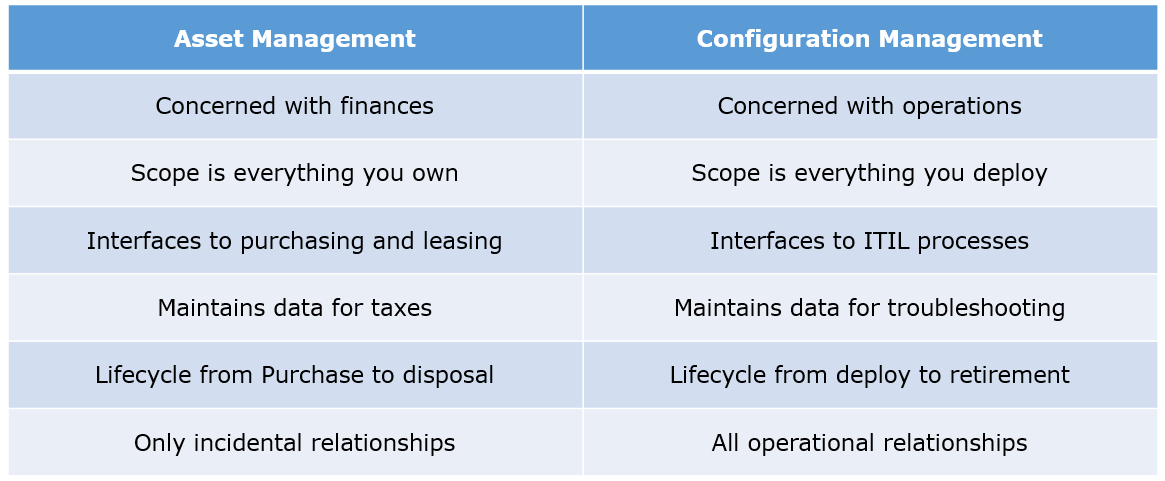 Asset Management
Configuration Management
Concerned with finances
Concerned with operations
Scope is everything you own
Scope is everything you deploy
Interfaces to purchasing and leasing
Interfaces to ITIL processes
Maintains data for taxes
Maintains data for troubleshooting
Lifecycle from Purchase to disposal
Lifecycle from deploy to retirement
Only incidental relationships
All operational relationships